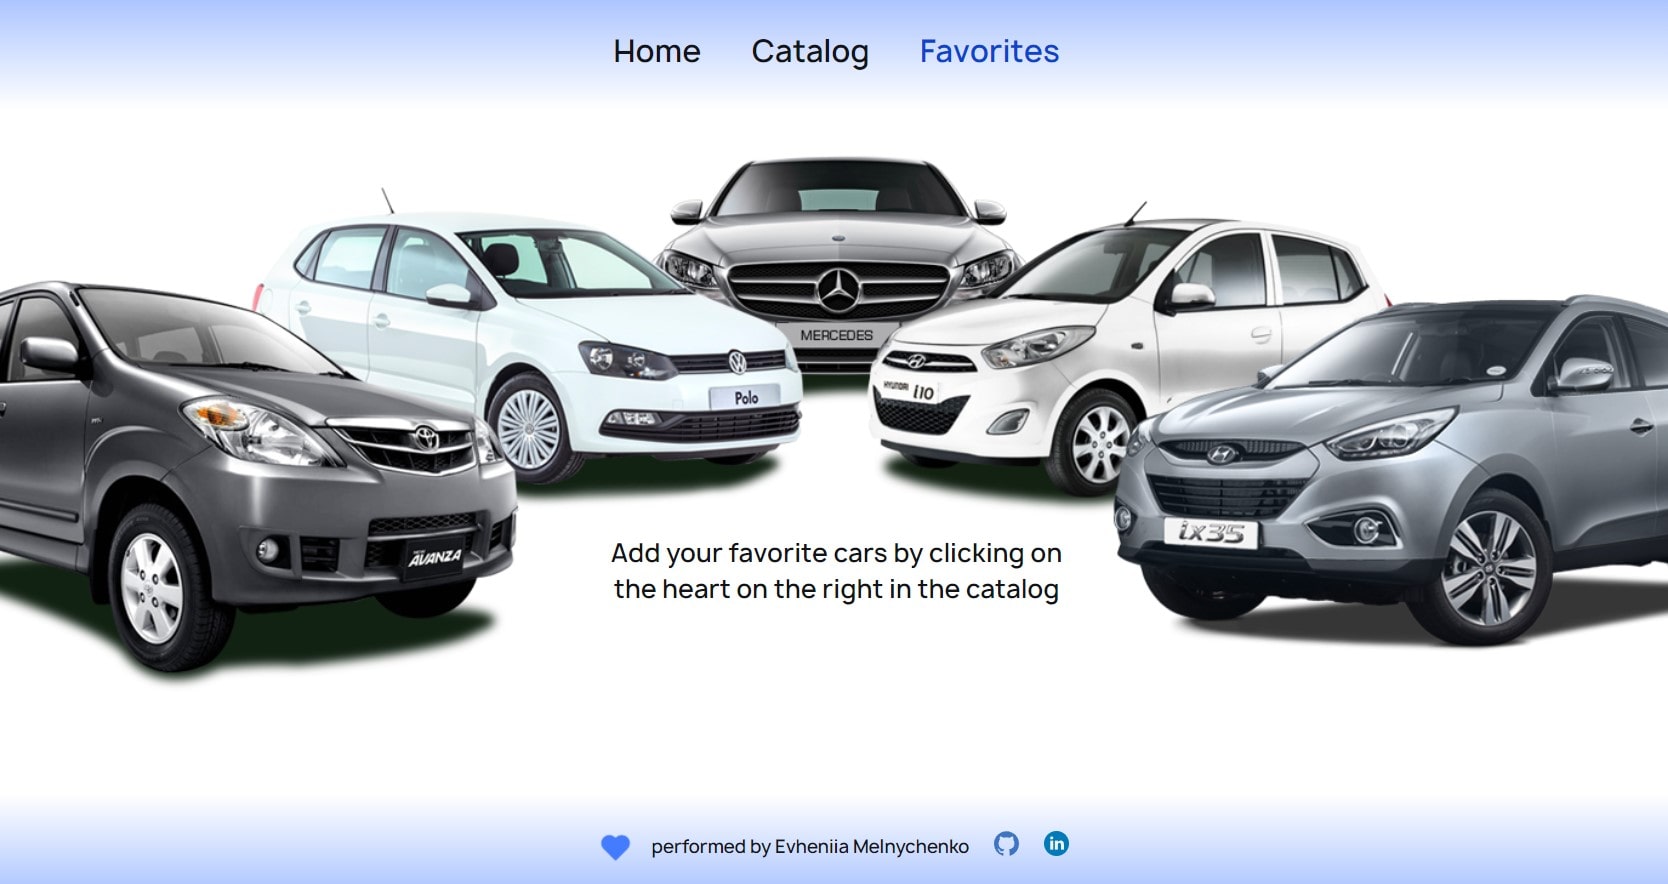 Home Catalog Favorites
MERCEDES
Polo
HYUNDAI i10
ix35
AVANZA
Add your favorite cars by clicking on
the heart on the right in the catalog
performed by Evheniia Melnychenko
in